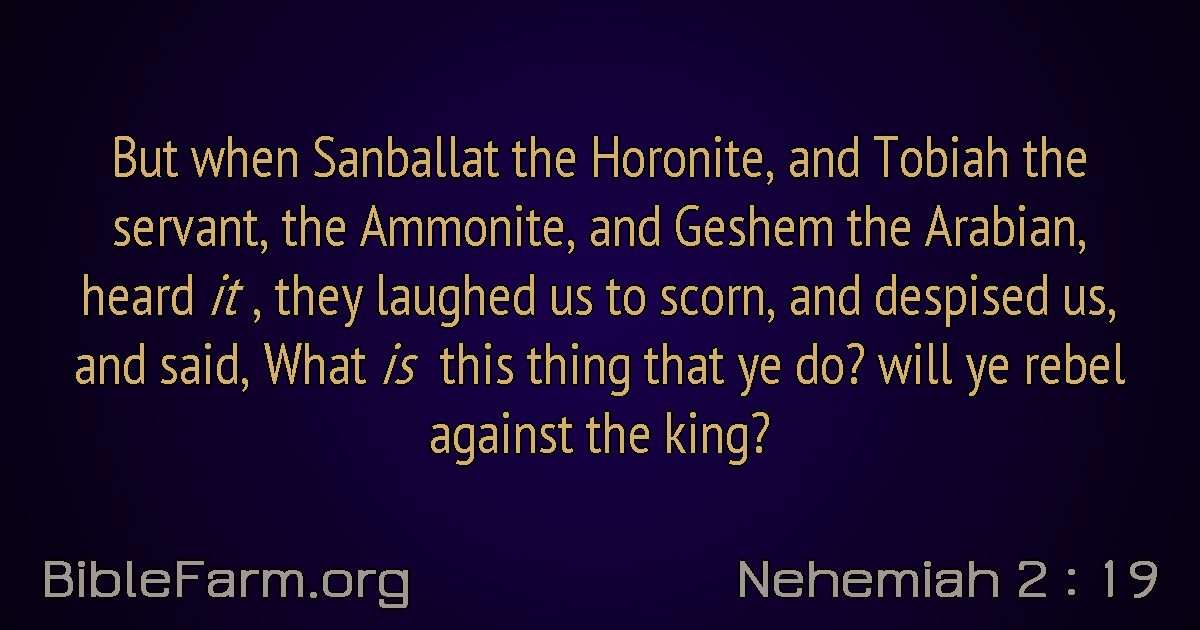 But when Sanballat the Horonite, and Tobiah the
servant, the Ammonite, and Geshem the Arabian,
heard it , they laughed us to scorn, and despised us,
and said, What is this thing that ye do? will ye rebel
against the king?
BibleFarm.org
Nehemiah 2 : 19